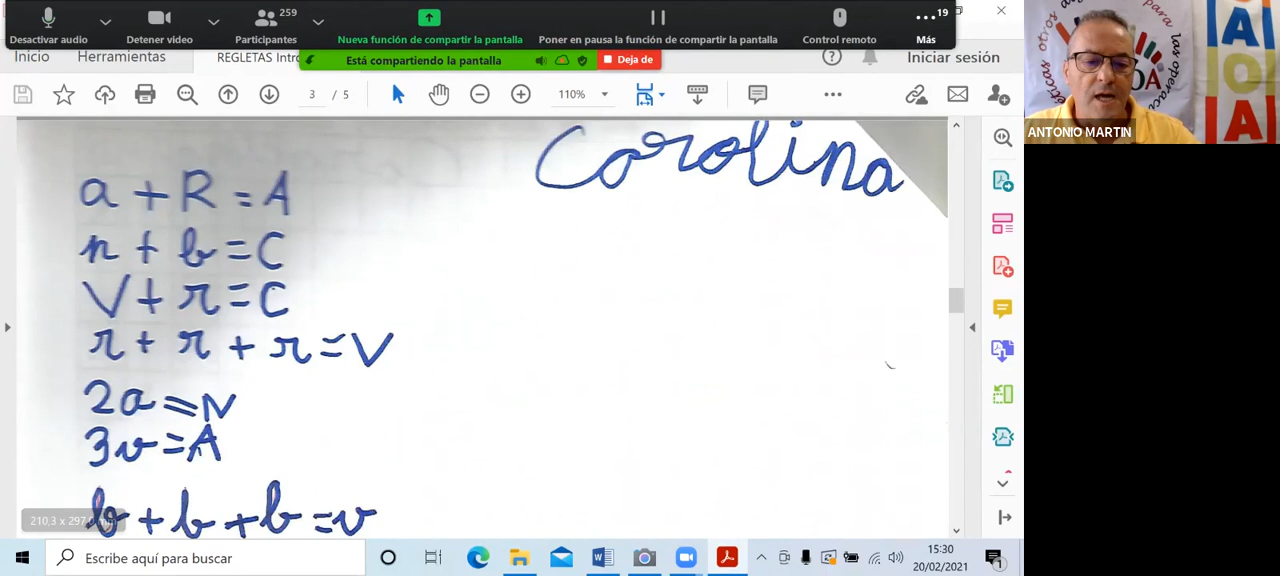 259
19
Desactivar audio
Detener video
Participantes
Nueva función de compartir la pantalla
Poner en pausa la función de compartir la pantalla
Control remoto
Más
Está compartiendo la pantalla
Deja de
Inicio
Herramientas
REGLETAS Intr
Iniciar sesión
3 / 5
110%
ANTONIO MARTIN
Carolina
a + R = A
n + b = C
V + r = C
r + r + r = V
2a = N
3v = A
b + b + b = v
210,3 x 297,0 mm
Escribe aquí para buscar
15:30
20/02/2021
1